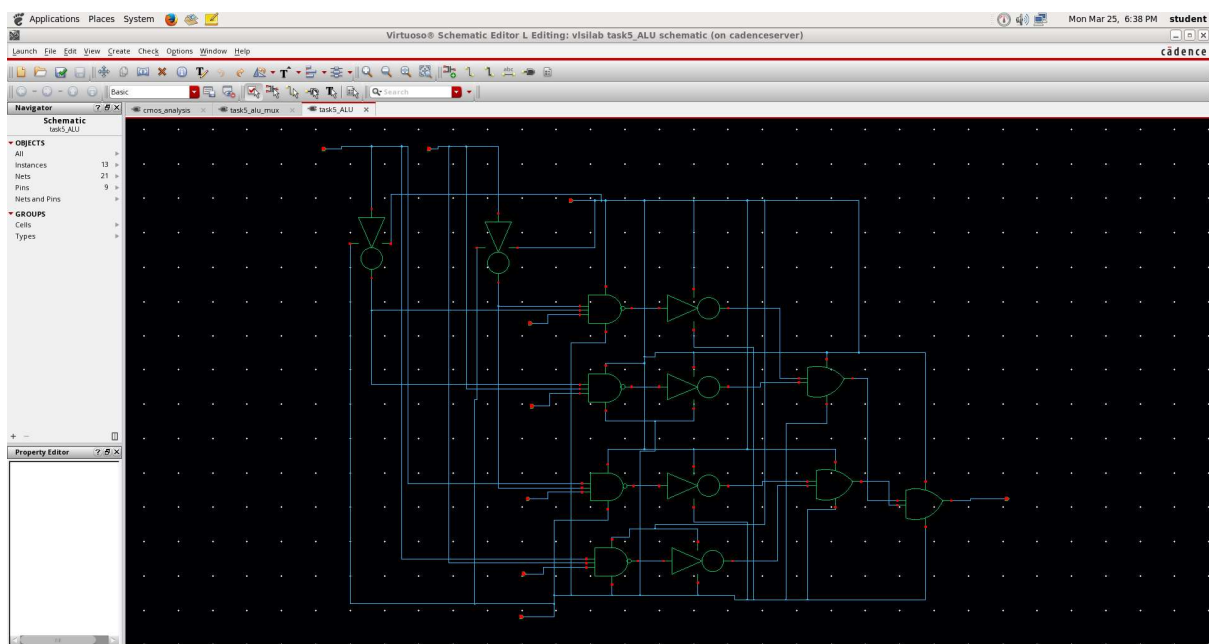 Applications Places System Mon Mar 25, 6:38 PM student
Virtuoso® Schematic Editor L Editing: vlsilab task5_ALU schematic (on cadenceserver)
Launch File Edit View Create Check Options Window Help cādence
Basic Search
Navigator ? cmos_analysis task5_alu_mux task5_ALU
Schematic
task5_ALU
OBJECTS
All
Instances 13
Nets 21
Pins 9
Nets and Pins
GROUPS
Cells
Types
Property Editor ?